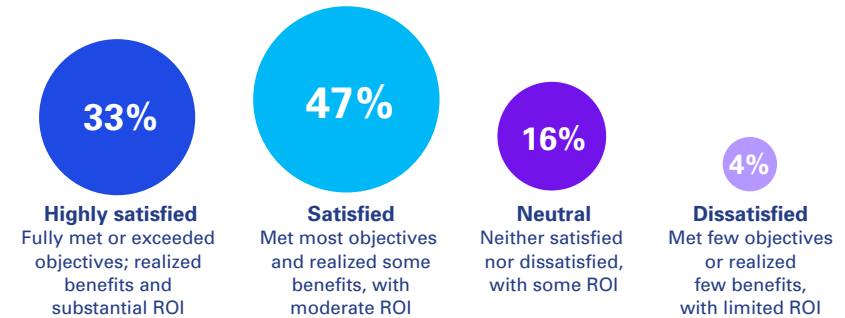 33%
Highly satisfied
Fully met or exceeded
objectives; realized
benefits and
substantial ROI
47%
Satisfied
Met most objectives
and realized some
benefits, with
moderate ROI
16%
Neutral
Neither satisfied
nor dissatisfied,
with some ROI
4%
Dissatisfied
Met few objectives
or realized
few benefits,
with limited ROI